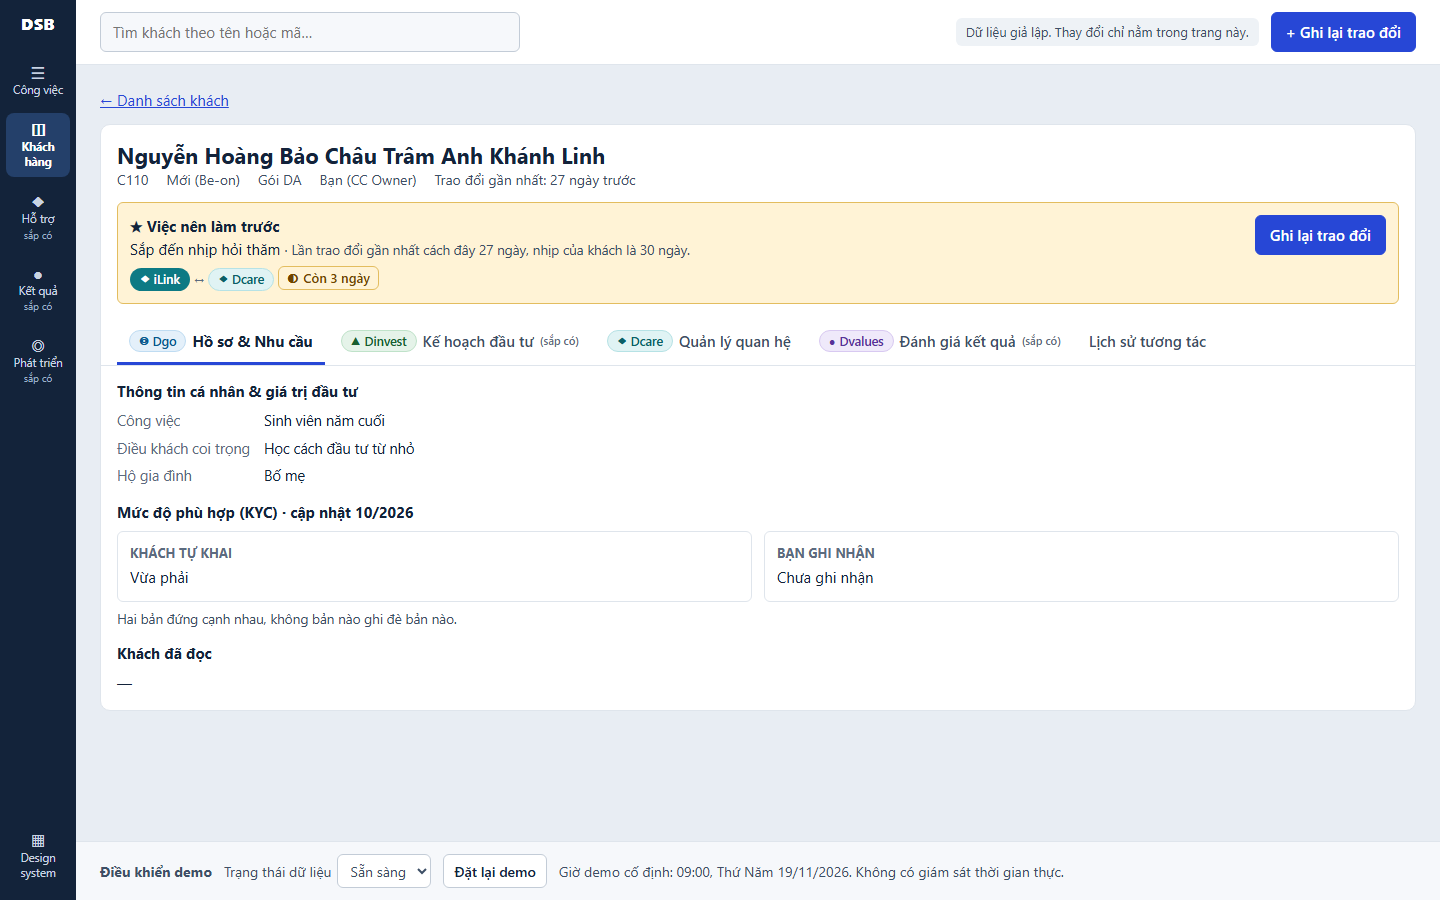 DSB
Công việc
Khách hàng
Hỗ trợ
sắp có
Kết quả
sắp có
Phát triển
sắp có
Design system
Tìm khách theo tên hoặc mã...
Dữ liệu giả lập. Thay đổi chỉ nằm trong trang này.
+ Ghi lại trao đổi
← Danh sách khách
Nguyễn Hoàng Bảo Châu Trâm Anh Khánh Linh
C110 Mới (Be-on) Gói DA Bạn (CC Owner) Trao đổi gần nhất: 27 ngày trước
★ Việc nên làm trước
Sắp đến nhịp hỏi thăm · Lần trao đổi gần nhất cách đây 27 ngày, nhịp của khách là 30 ngày.
Ghi lại trao đổi
◆ iLink ↔ ◆ Dcare ◐ Còn 3 ngày
❶ Dgo Hồ sơ & Nhu cầu ▲ Dinvest Kế hoạch đầu tư (sắp có) ◆ Dcare Quản lý quan hệ ● Dvalues Đánh giá kết quả (sắp có) Lịch sử tương tác
Thông tin cá nhân & giá trị đầu tư
Công việc Sinh viên năm cuối
Điều khách coi trọng Học cách đầu tư từ nhỏ
Hộ gia đình Bố mẹ
Mức độ phù hợp (KYC) · cập nhật 10/2026
KHÁCH TỰ KHAI
Vừa phải
BẠN GHI NHẬN
Chưa ghi nhận
Hai bản đứng cạnh nhau, không bản nào ghi đè bản nào.
Khách đã đọc
—
Điều khiển demo Trạng thái dữ liệu Sẵn sàng Đặt lại demo Giờ demo cố định: 09:00, Thứ Năm 19/11/2026. Không có giám sát thời gian thực.